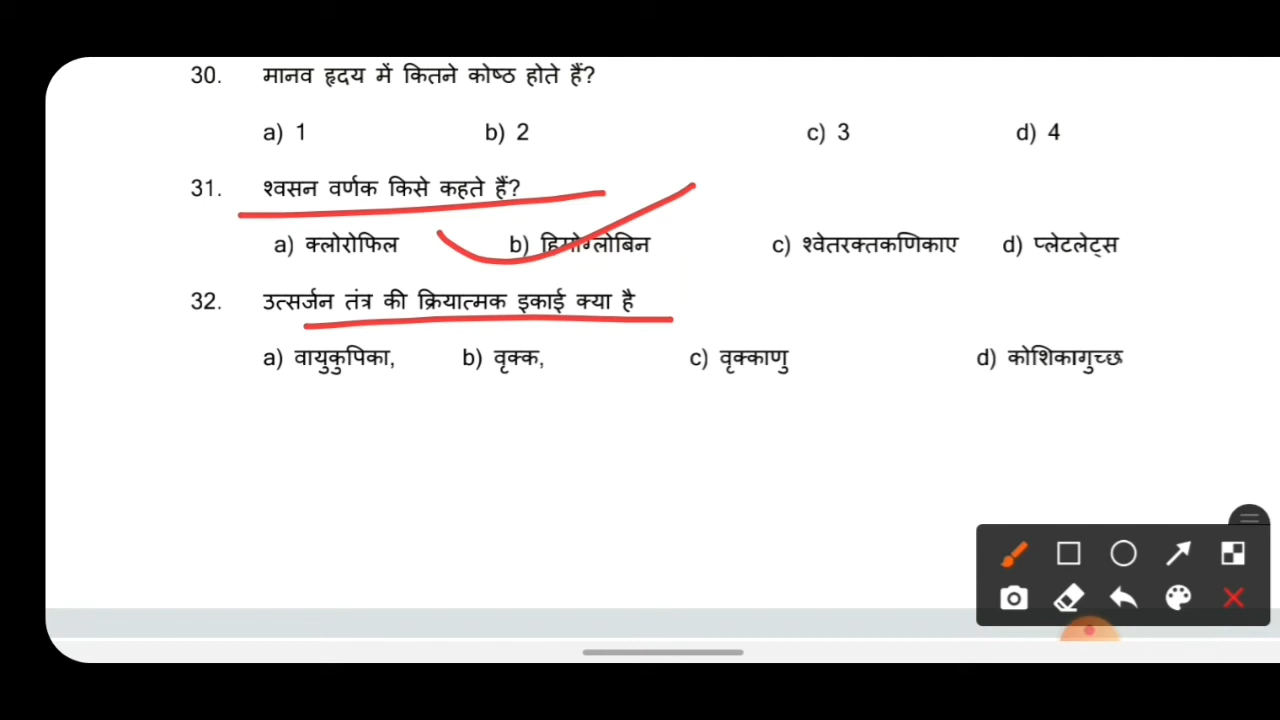 30. मानव हृदय में कितने कोष्ठ होते हैं?
a) 1 b) 2 c) 3 d) 4
31. श्वसन वर्णक किसे कहते हैं?
a) क्लोरोफिल b) हिमोग्लोबिन c) श्वेतरक्तकणिकाए d) प्लेटलेट्स
32. उत्सर्जन तंत्र की क्रियात्मक इकाई क्या है
a) वायुकुपिका, b) वृक्क, c) वृक्काणु d) कोशिकागुच्छ